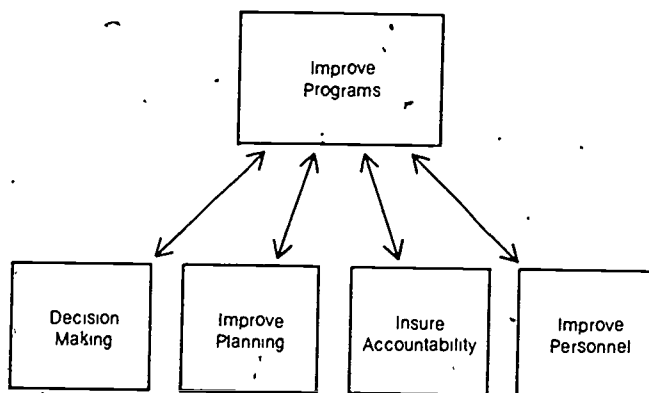 Improve
Programs
Decision
Making
Improve
Planning
Insure
Accountability
Improve
Personnel